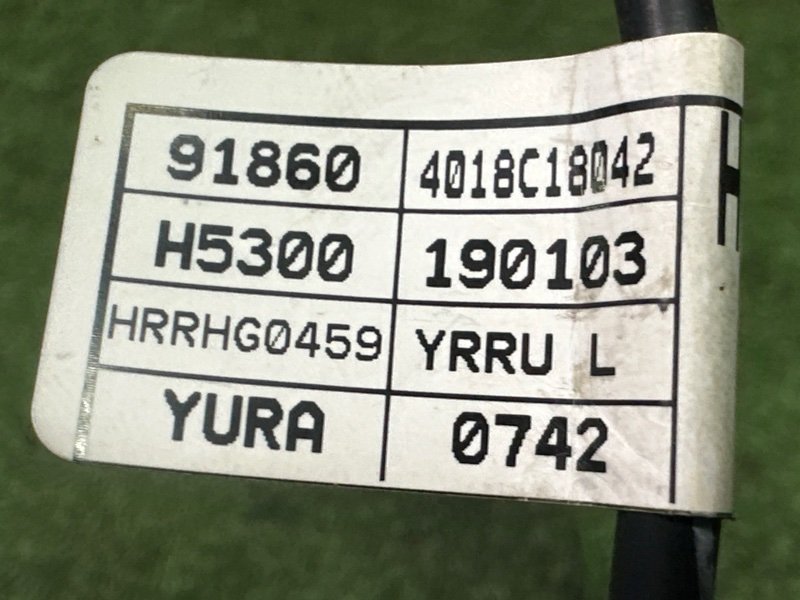 91860 4018C18042
H5300 190103
HRRHG0459 YRRU L
YURA 0742
H